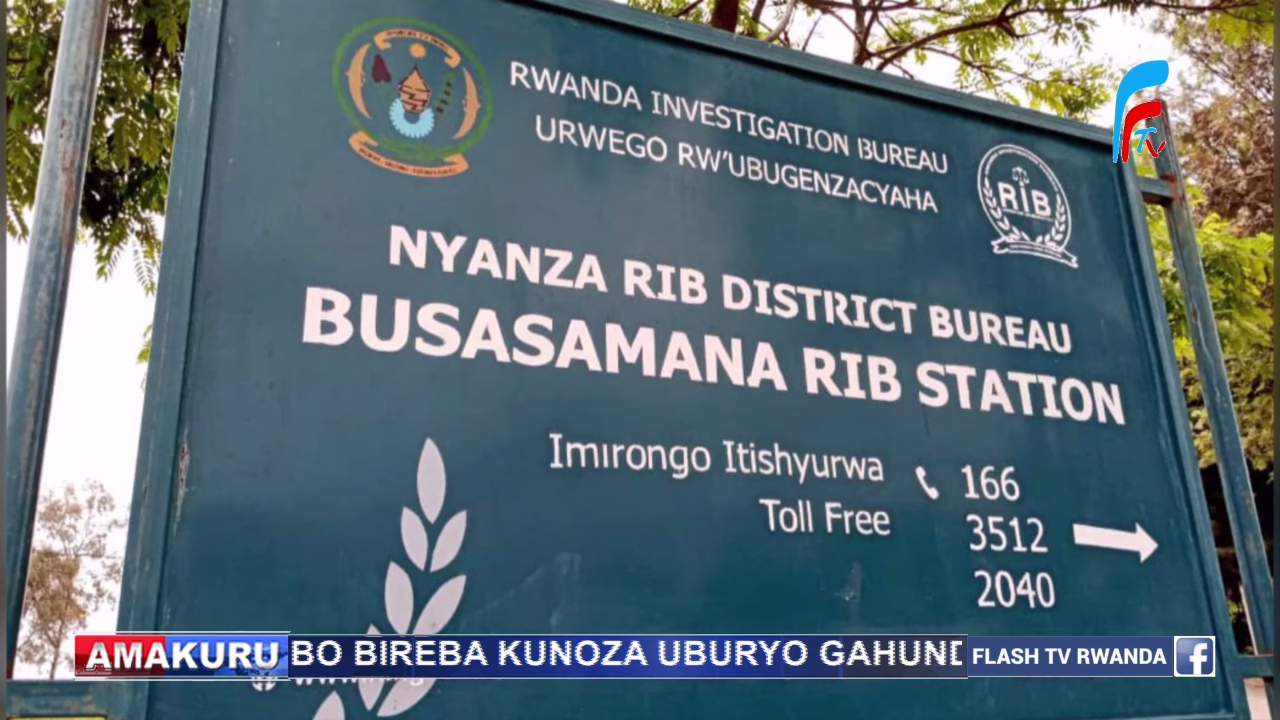 RWANDA INVESTIGATION BUREAU
URWEGO RW'UBUGENZACYAHA
RIB
NYANZA RIB DISTRICT BUREAU
BUSASAMANA RIB STATION
Imirongo Itishyurwa 166
Toll Free 3512
2040
TV
AMAKURU BO BIREBA KUNOZA UBURYO GAHUND FLASH TV RWANDA f